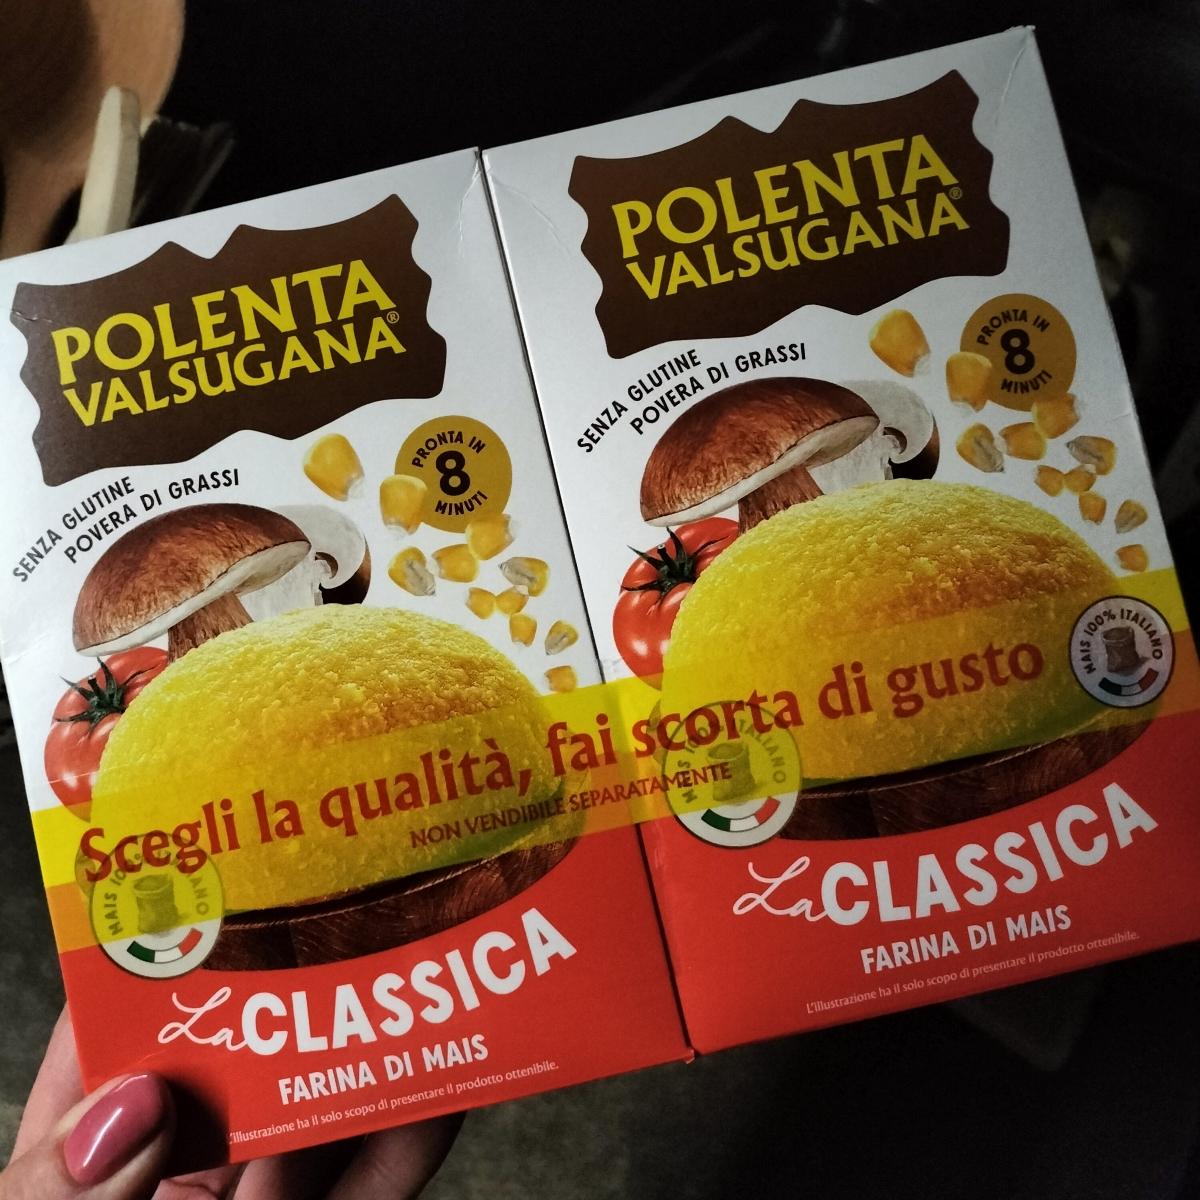 POLENTA
VALSUGANA®
SENZA GLUTINE
POVERA DI GRASSI
PRONTA IN
8
MINUTI
POLENTA
VALSUGANA®
SENZA GLUTINE
POVERA DI GRASSI
PRONTA IN
8
MINUTI
MAIS 100% ITALIANO
Scegli la qualità, fai scorta di gusto
NON VENDIBILE SEPARATAMENTE
MAIS 100% ITALIANO
La CLASSICA
FARINA DI MAIS
L'illustrazione ha il solo scopo di presentare il prodotto ottenibile.
La CLASSICA
FARINA DI MAIS
L'illustrazione ha il solo scopo di presentare il prodotto ottenibile.